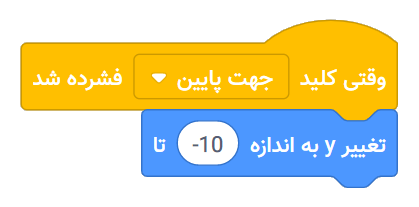 وقتی کلید جهت پایین فشرده شد
تغییر y به اندازه -10 تا